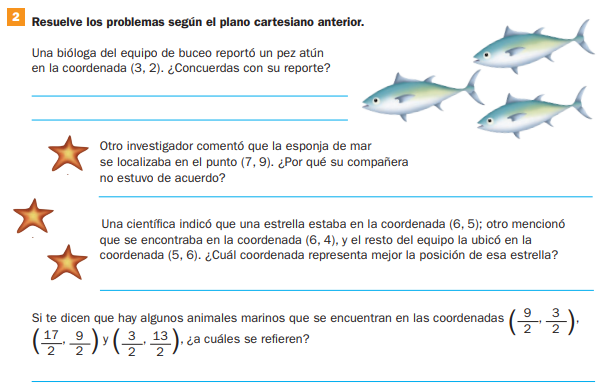 2 Resuelve los problemas según el plano cartesiano anterior.
Una bióloga del equipo de buceo reportó un pez atún
en la coordenada (3, 2). ¿Concuerdas con su reporte?
Otro investigador comentó que la esponja de mar
se localizaba en el punto (7, 9). ¿Por qué su compañera
no estuvo de acuerdo?
Una científica indicó que una estrella estaba en la coordenada (6, 5); otro mencionó
que se encontraba en la coordenada (6, 4), y el resto del equipo la ubicó en la
coordenada (5, 6). ¿Cuál coordenada representa mejor la posición de esa estrella?
Si te dicen que hay algunos animales marinos que se encuentran en las coordenadas (9/2, 3/2),
(17/2, 9/2) y (3/2, 13/2), ¿a cuáles se refieren?